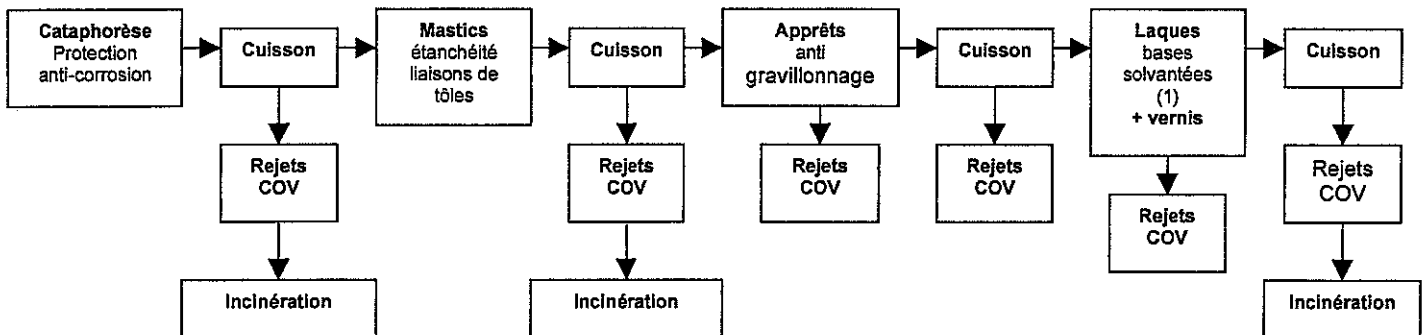 Cataphorèse
Protection
anti-corrosion
Cuisson
Mastics
étanchéité
liaisons de
tôles
Cuisson
Apprêts
anti
gravillonnage
Cuisson
Laques
bases
solvantées
(1)
+ vernis
Cuisson
Rejets
COV
Rejets
COV
Rejets
COV
Rejets
COV
Rejets
COV
Rejets
COV
Incinération
Incinération
Incinération